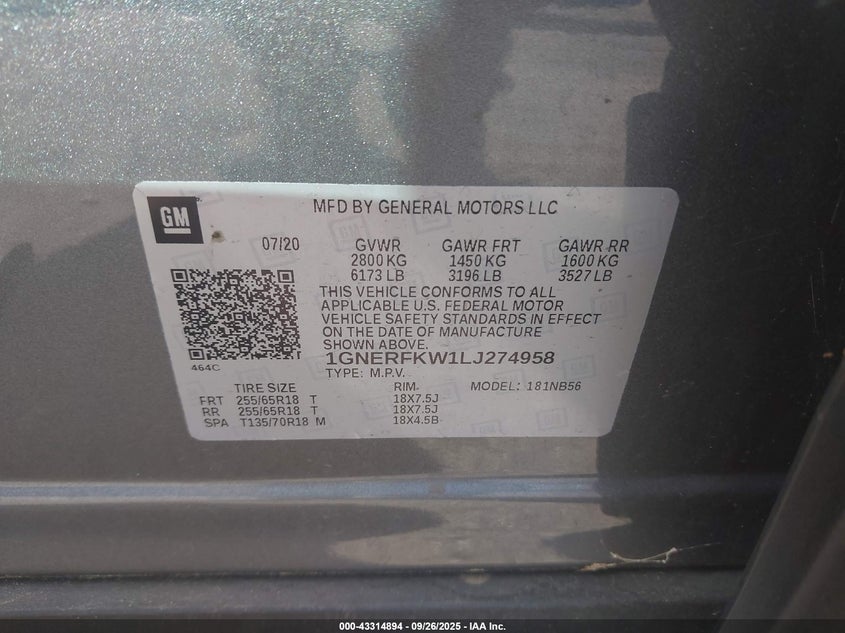 GM
MFD BY GENERAL MOTORS LLC
07/20 GVWR GAWR FRT GAWR RR
2800 KG 1450 KG 1600 KG
6173 LB 3196 LB 3527 LB
THIS VEHICLE CONFORMS TO ALL
APPLICABLE U.S. FEDERAL MOTOR
VEHICLE SAFETY STANDARDS IN EFFECT
ON THE DATE OF MANUFACTURE
SHOWN ABOVE.
464C 1GNERFKW1LJ274958
TYPE: M.P.V.
TIRE SIZE RIM MODEL: 181NB56
FRT 255/65R18 T 18X7.5J
RR 255/65R18 T 18X7.5J
SPA T135/70R18 M 18X4.5B
000-43314894 - 09/26/2025 - IAA Inc.